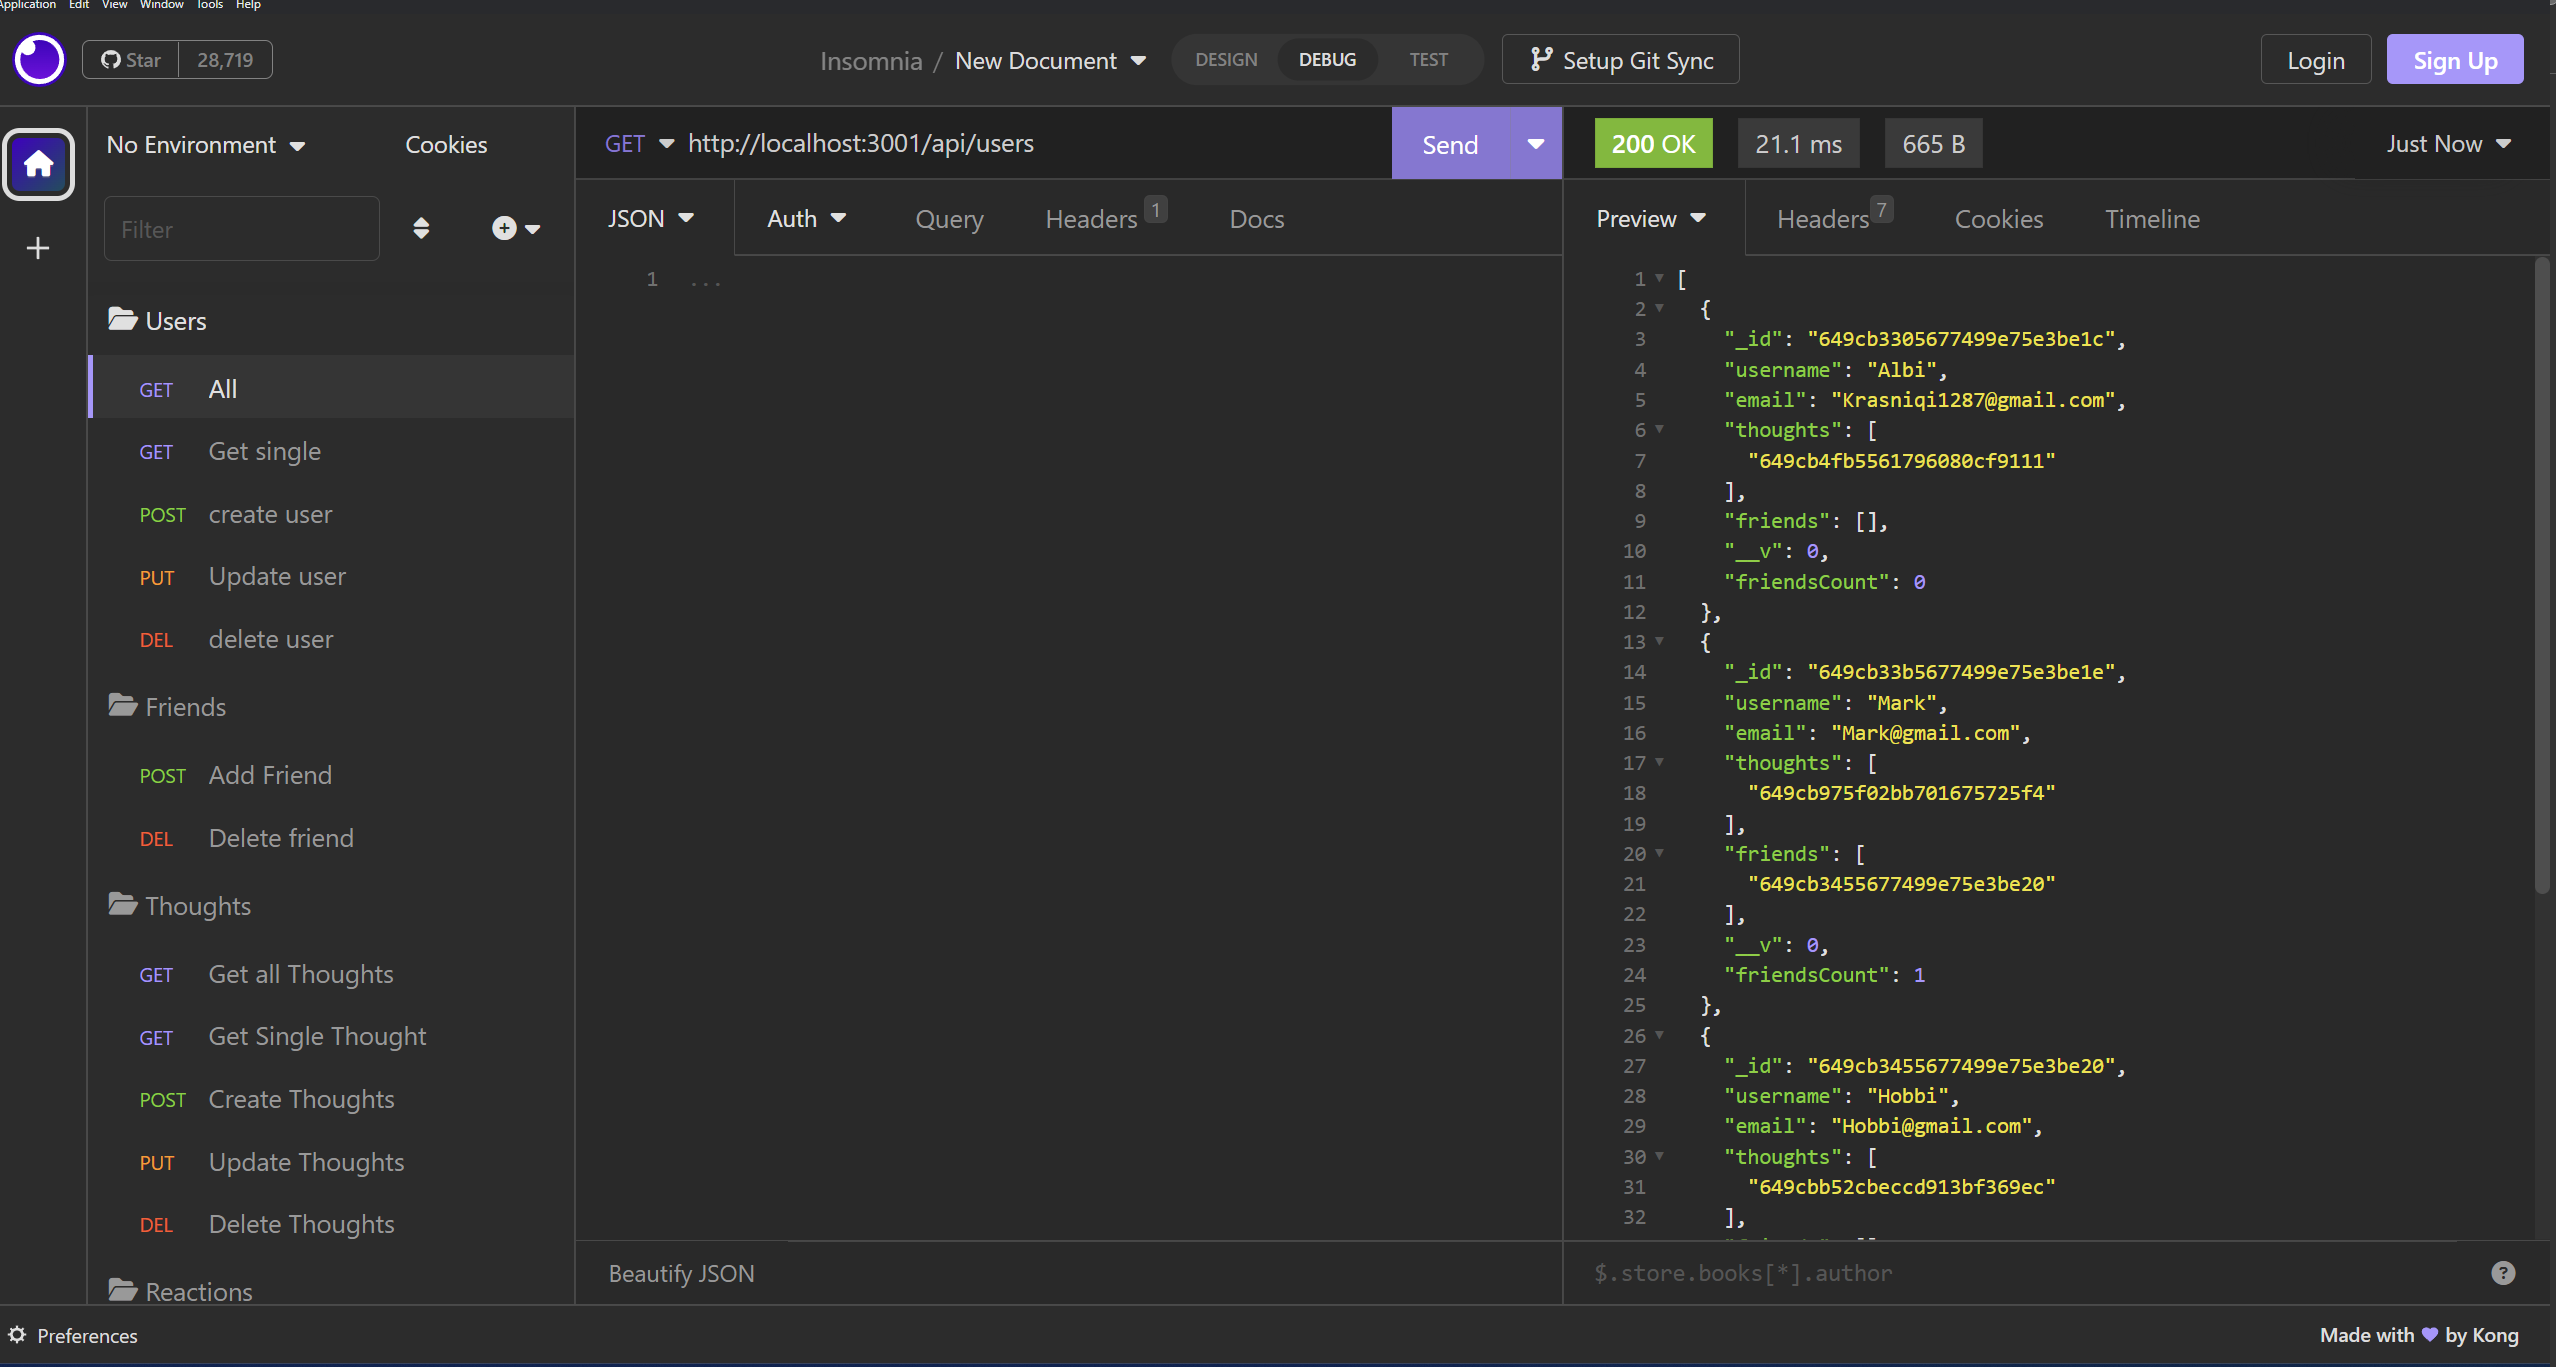 Application Edit View Window Tools Help
Star 28,719
Insomnia / New Document
DESIGN DEBUG TEST
Setup Git Sync
Login Sign Up
No Environment Cookies
Filter
Users
GET All
GET Get single
POST create user
PUT Update user
DEL delete user
Friends
POST Add Friend
DEL Delete friend
Thoughts
GET Get all Thoughts
GET Get Single Thought
POST Create Thoughts
PUT Update Thoughts
DEL Delete Thoughts
Reactions
GET http://localhost:3001/api/users Send
JSON Auth Query Headers 1 Docs
1 ...
Beautify JSON
200 OK 21.1 ms 665 B Just Now
Preview Headers 7 Cookies Timeline
1 [
2 {
3 "_id": "649cb3305677499e75e3be1c",
4 "username": "Albi",
5 "email": "Krasniqi1287@gmail.com",
6 "thoughts": [
7 "649cb4fb5561796080cf9111"
8 ],
9 "friends": [],
10 "__v": 0,
11 "friendsCount": 0
12 },
13 {
14 "_id": "649cb33b5677499e75e3be1e",
15 "username": "Mark",
16 "email": "Mark@gmail.com",
17 "thoughts": [
18 "649cb975f02bb701675725f4"
19 ],
20 "friends": [
21 "649cb3455677499e75e3be20"
22 ],
23 "__v": 0,
24 "friendsCount": 1
25 },
26 {
27 "_id": "649cb3455677499e75e3be20",
28 "username": "Hobbi",
29 "email": "Hobbi@gmail.com",
30 "thoughts": [
31 "649cbb52cbeccd913bf369ec"
32 ],
$.store.books[*].author
Preferences
Made with by Kong